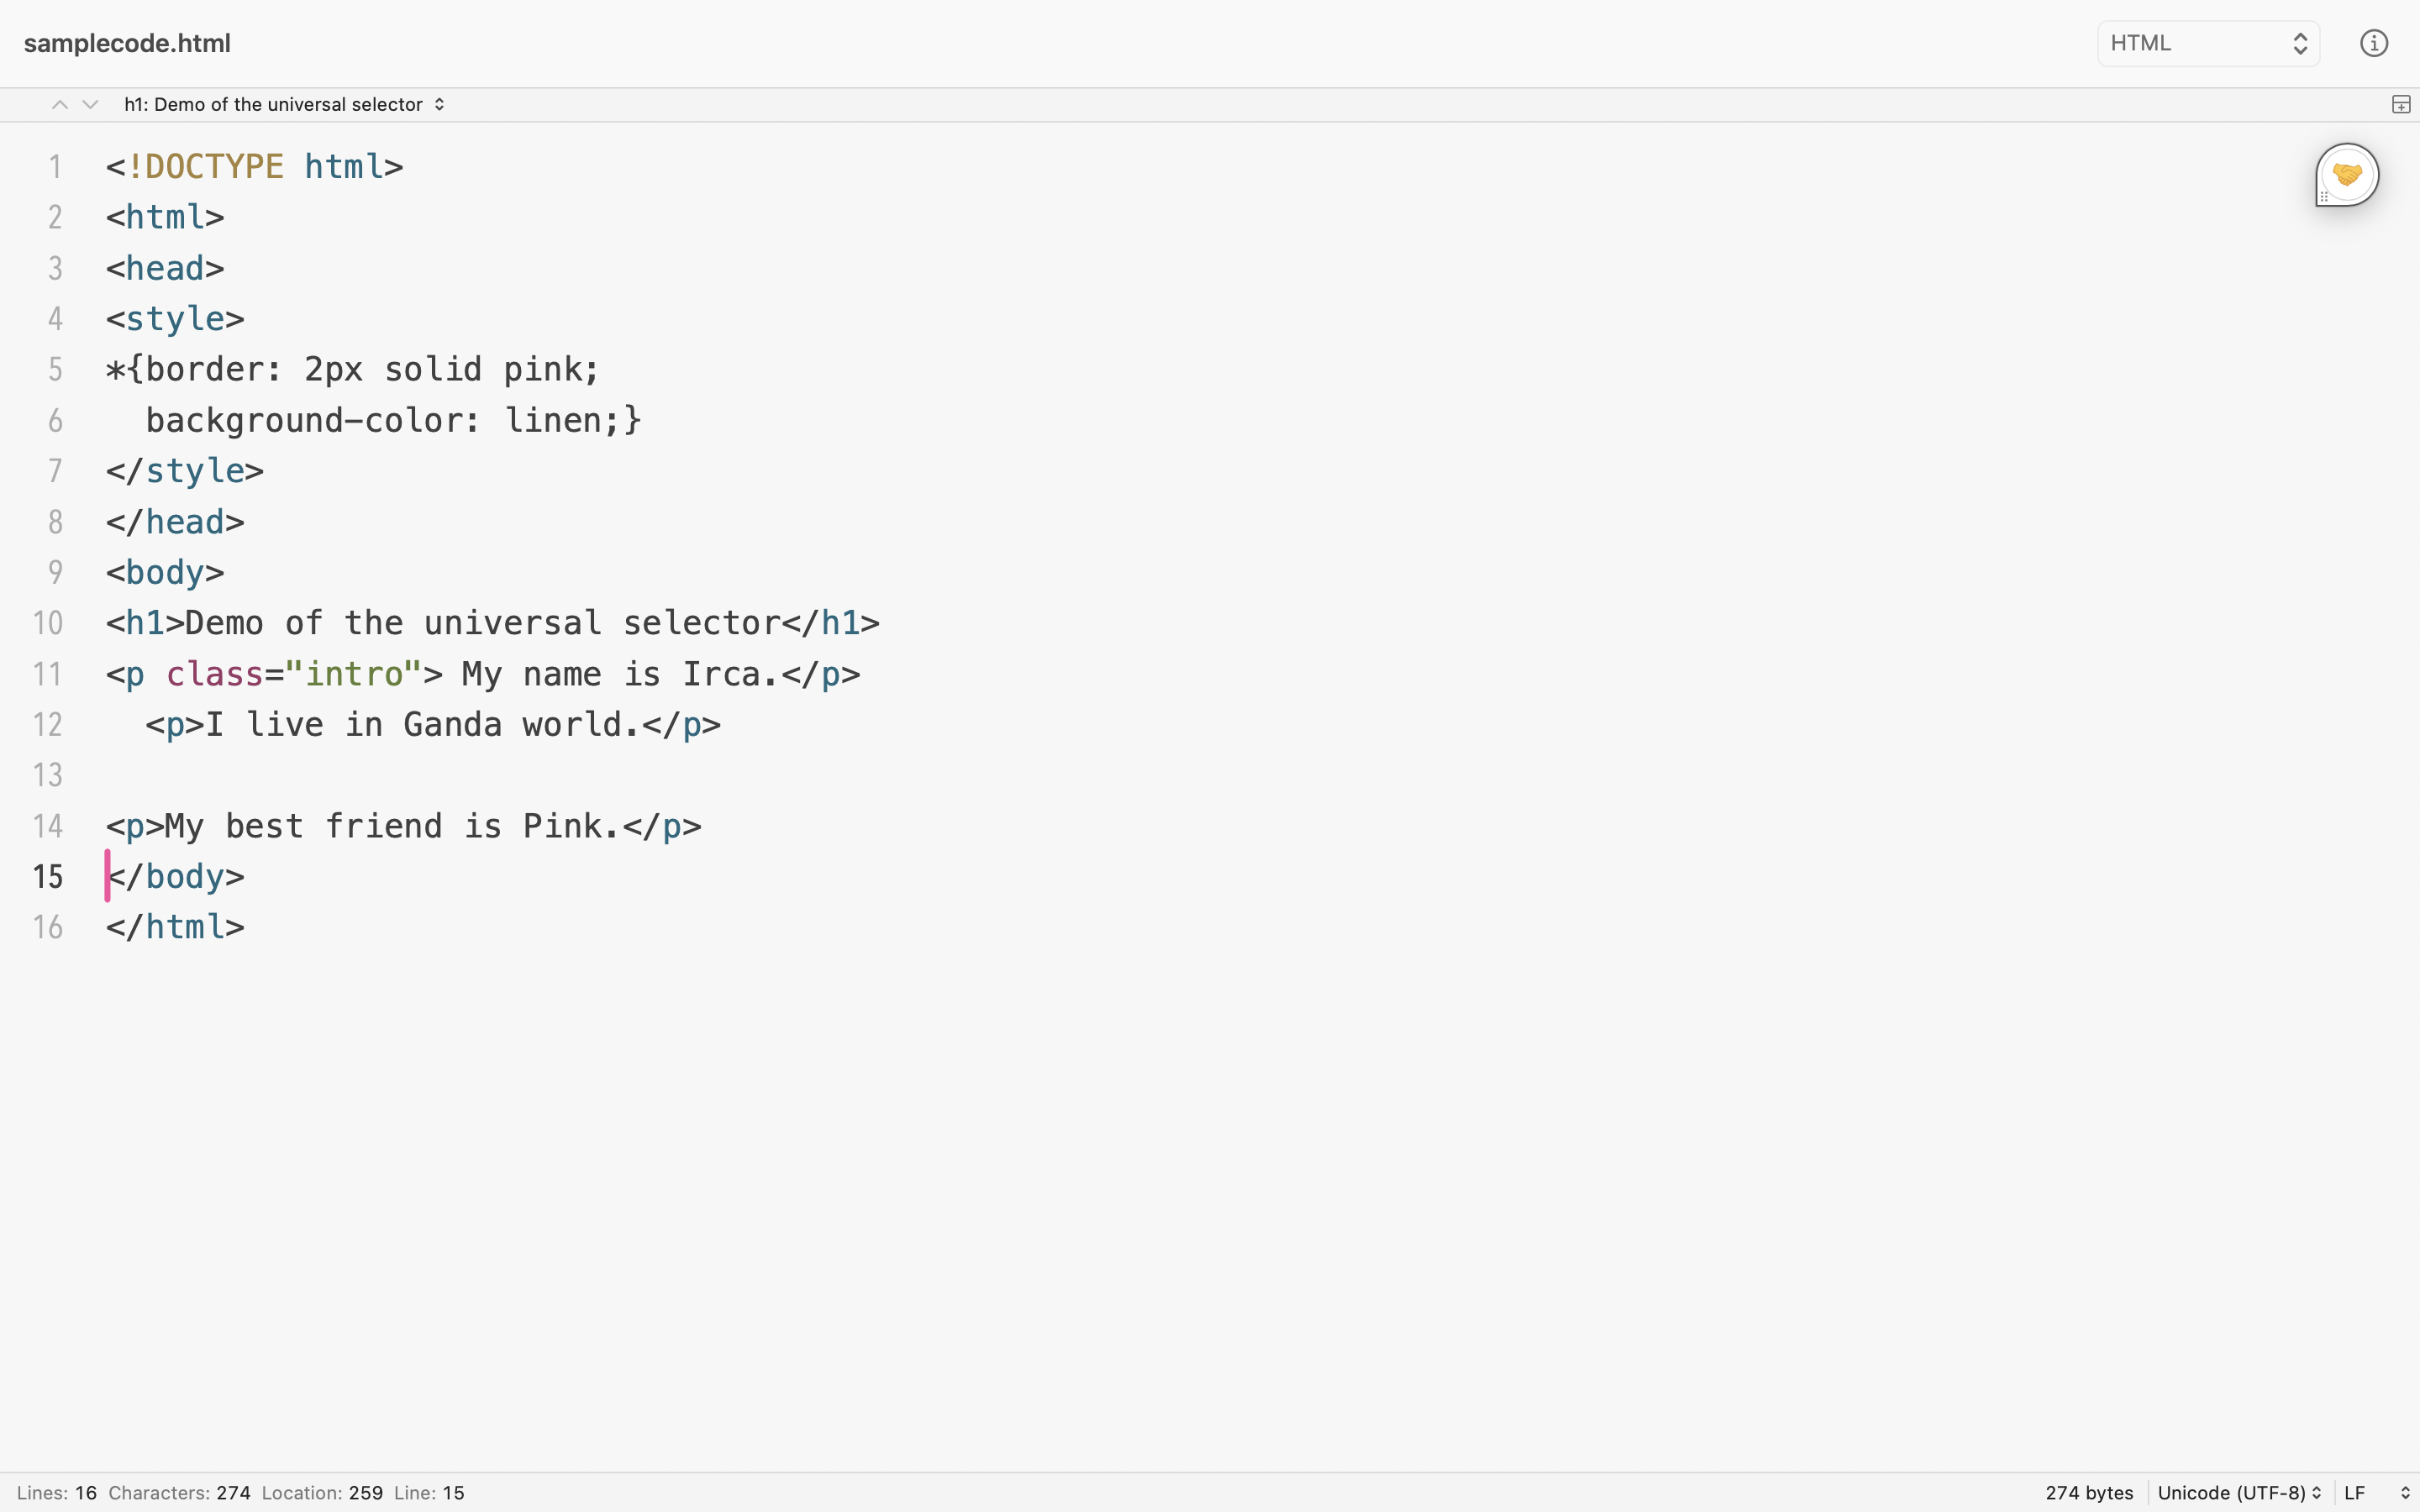 samplecode.html
HTML
h1: Demo of the universal selector
1 <!DOCTYPE html>
2 <html>
3 <head>
4 <style>
5 *{border: 2px solid pink;
6   background-color: linen;}
7 </style>
8 </head>
9 <body>
10 <h1>Demo of the universal selector</h1>
11 <p class="intro"> My name is Irca.</p>
12   <p>I live in Ganda world.</p>
13
14 <p>My best friend is Pink.</p>
15 </body>
16 </html>
Lines: 16 Characters: 274 Location: 259 Line: 15 274 bytes Unicode (UTF-8) LF